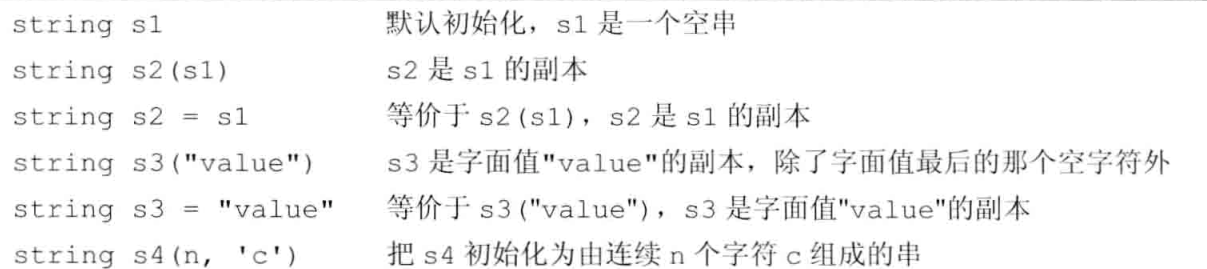 string s1 默认初始化，s1 是一个空串
string s2(s1) s2 是 s1 的副本
string s2 = s1 等价于 s2(s1)，s2 是 s1 的副本
string s3("value") s3 是字面值"value"的副本，除了字面值最后的那个空字符外
string s3 = "value" 等价于 s3("value")，s3 是字面值"value"的副本
string s4(n, 'c') 把 s4 初始化为由连续 n 个字符 c 组成的串